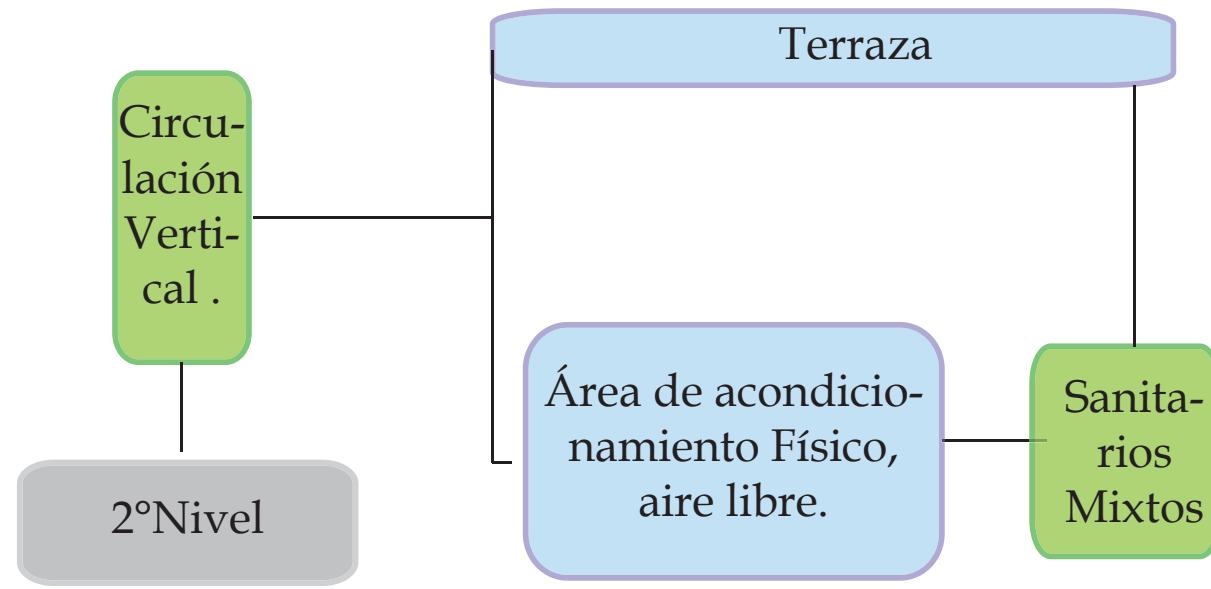 Terraza
Circu-
lación
Verti-
cal .
Área de acondicio-
namiento Físico,
aire libre.
Sanita-
rios
Mixtos
2°Nivel